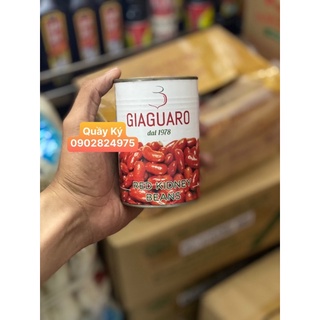 GIAGUARO
dal 1978
Quầy Ký
0902824975
RED KIDNEY
BEANS